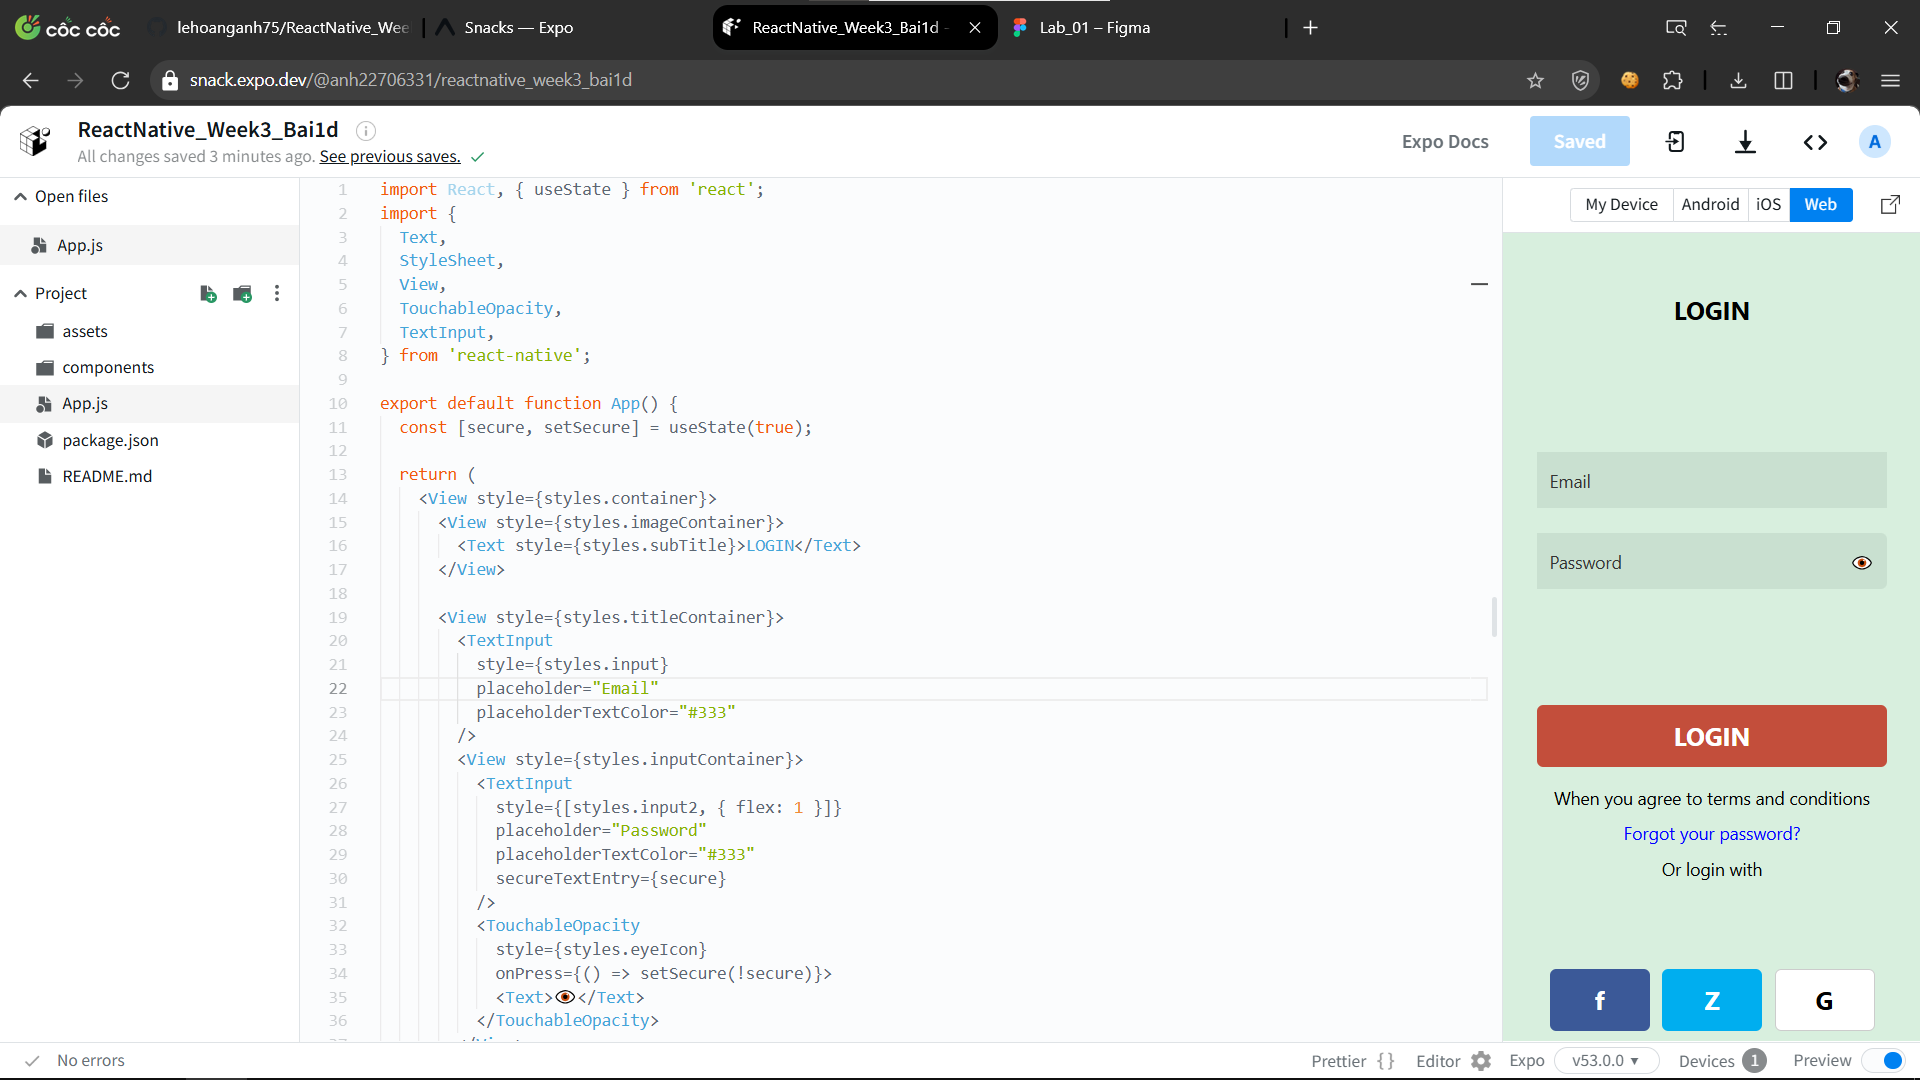 cốc cốc
lehoanganh75/ReactNative_Wee
Snacks — Expo
ReactNative_Week3_Bai1d -
Lab_01 – Figma
snack.expo.dev/@anh22706331/reactnative_week3_bai1d
ReactNative_Week3_Bai1d
All changes saved 3 minutes ago. See previous saves.
Expo Docs
Saved
A
Open files
App.js
Project
assets
components
App.js
package.json
README.md
1 import React, { useState } from 'react';
2 import {
3 Text,
4 StyleSheet,
5 View,
6 TouchableOpacity,
7 TextInput,
8 } from 'react-native';
9
10 export default function App() {
11 const [secure, setSecure] = useState(true);
12
13 return (
14 <View style={styles.container}>
15 <View style={styles.imageContainer}>
16 <Text style={styles.subTitle}>LOGIN</Text>
17 </View>
18
19 <View style={styles.titleContainer}>
20 <TextInput
21 style={styles.input}
22 placeholder="Email"
23 placeholderTextColor="#333"
24 />
25 <View style={styles.inputContainer}>
26 <TextInput
27 style={[styles.input2, { flex: 1 }]}
28 placeholder="Password"
29 placeholderTextColor="#333"
30 secureTextEntry={secure}
31 />
32 <TouchableOpacity
33 style={styles.eyeIcon}
34 onPress={() => setSecure(!secure)}>
35 <Text>👁</Text>
36 </TouchableOpacity>
My Device
Android
iOS
Web
LOGIN
Email
Password
LOGIN
When you agree to terms and conditions
Forgot your password?
Or login with
f
Z
G
No errors
Prettier { }
Editor
Expo
v53.0.0
Devices 1
Preview